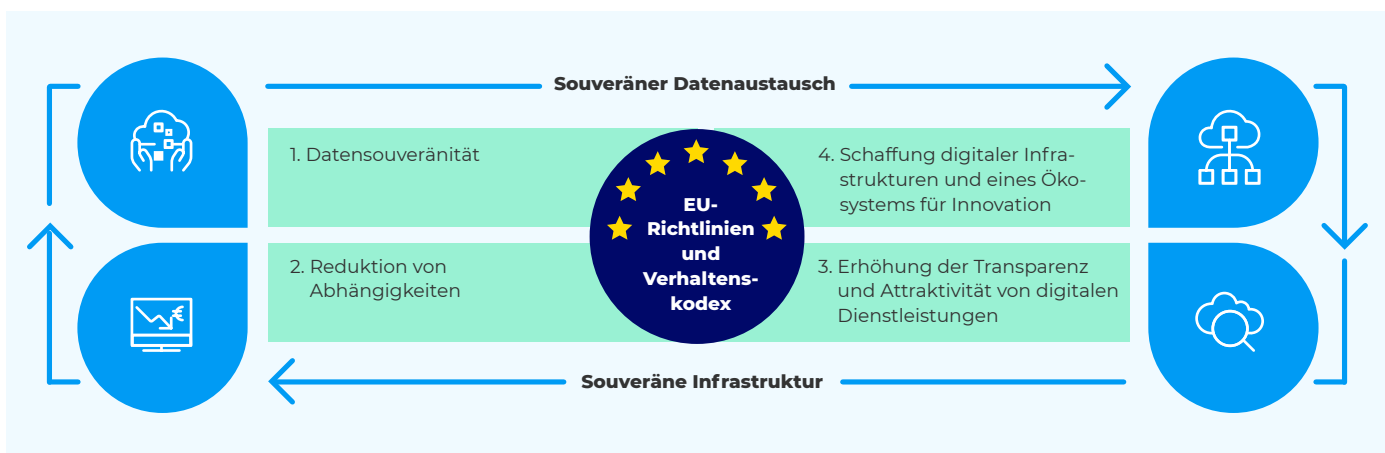 Souveräner Datenaustausch
1. Datensouveränität
2. Reduktion von
Abhängigkeiten
EU-
Richtlinien
und
Verhaltens-
kodex
4. Schaffung digitaler Infra-
strukturen und eines Öko-
systems für Innovation
3. Erhöhung der Transparenz
und Attraktivität von digitalen
Dienstleistungen
Souveräne Infrastruktur